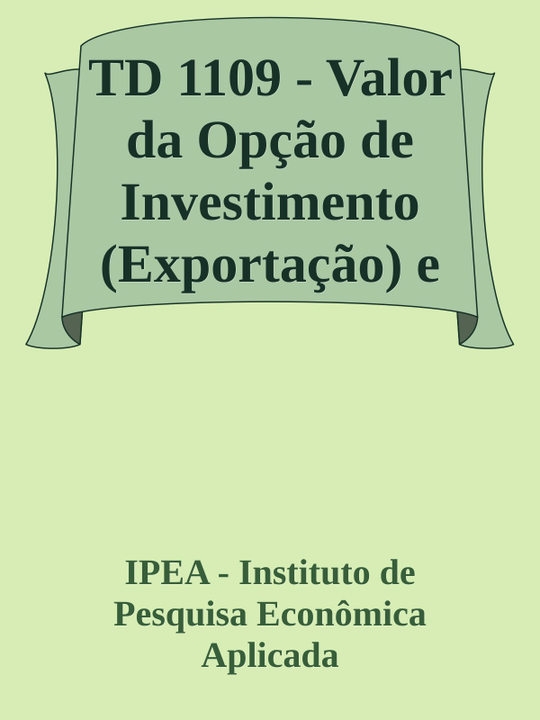 TD 1109 - Valor
da Opção de
Investimento
(Exportação) e
IPEA - Instituto de
Pesquisa Econômica
Aplicada